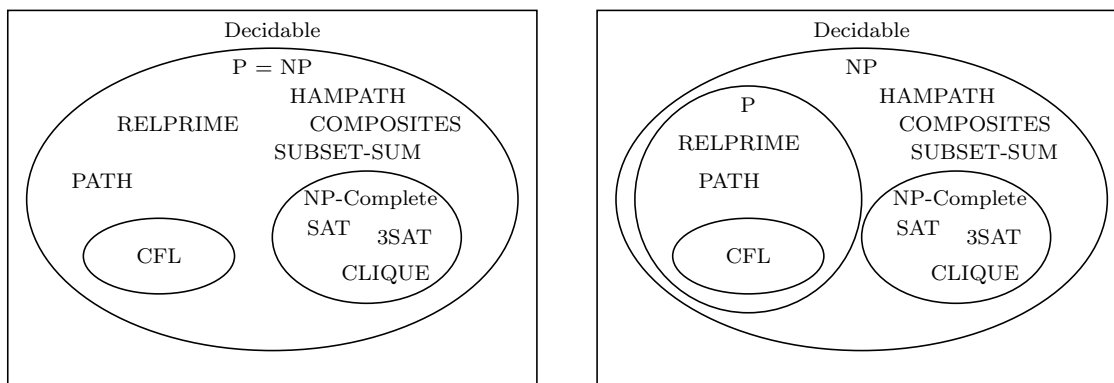 Decidable
P = NP
HAMPATH
RELPRIME
COMPOSITES
SUBSET-SUM
PATH
NP-Complete
SAT
3SAT
CFL
CLIQUE
Decidable
NP
P
HAMPATH
COMPOSITES
RELPRIME
SUBSET-SUM
PATH
NP-Complete
SAT
3SAT
CFL
CLIQUE